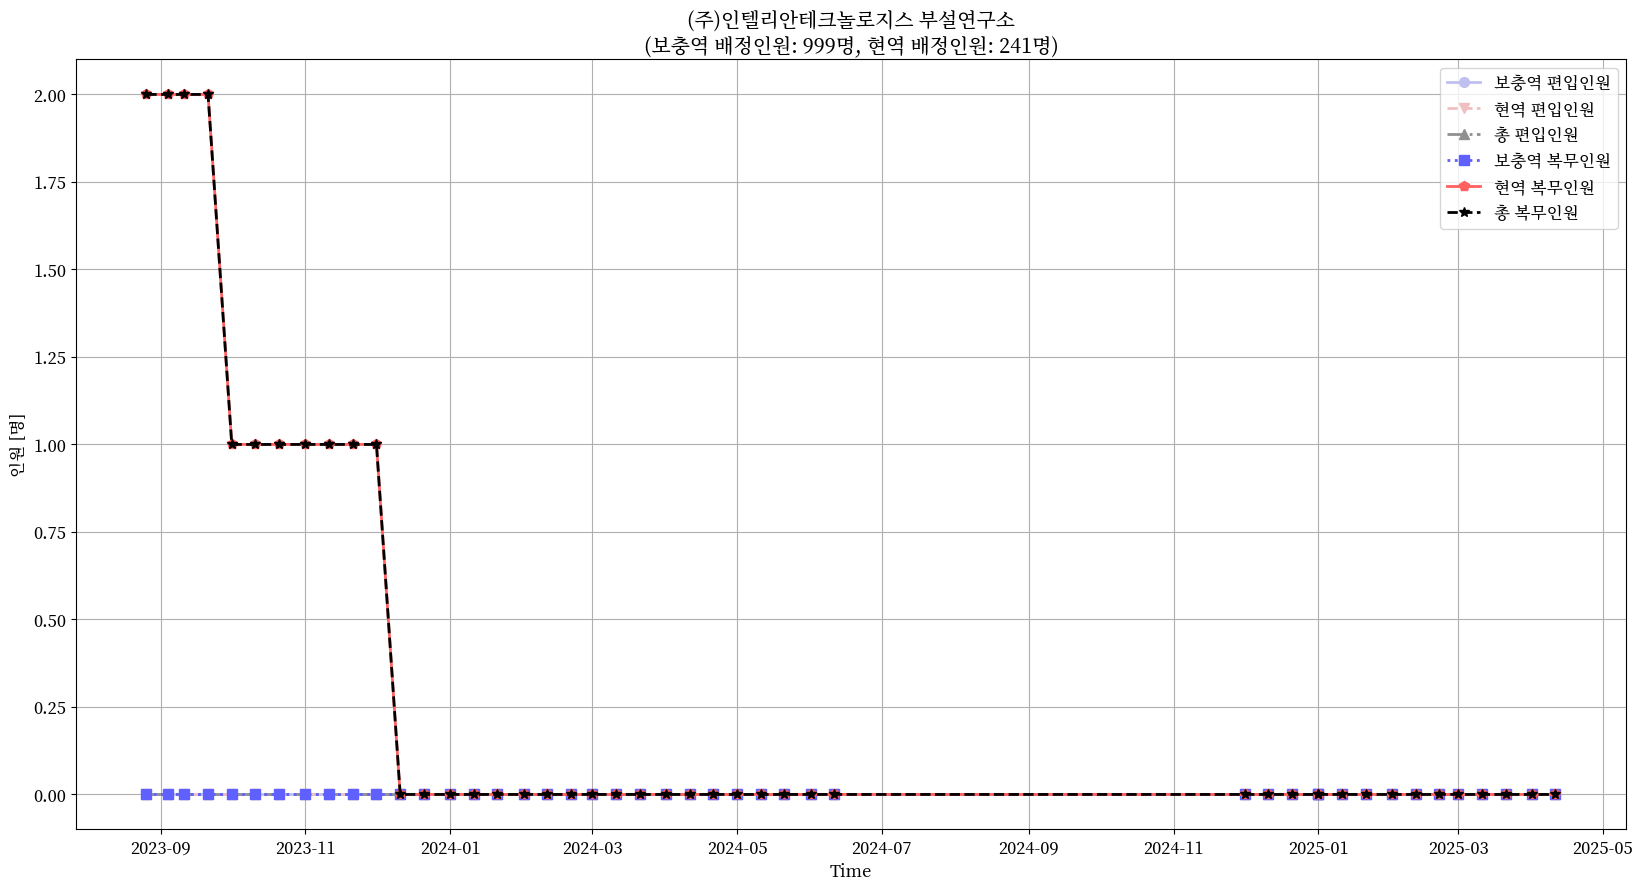 (주)인텔리안테크놀로지스 부설연구소
(보충역 배정인원: 999명, 현역 배정인원: 241명)
보충역 편입인원
현역 편입인원
총 편입인원
보충역 복무인원
현역 복무인원
총 복무인원
2.00
1.75
1.50
1.25
1.00
0.75
0.50
0.25
0.00
인원 [명]
2023-09
2023-11
2024-01
2024-03
2024-05
2024-07
2024-09
2024-11
2025-01
2025-03
2025-05
Time